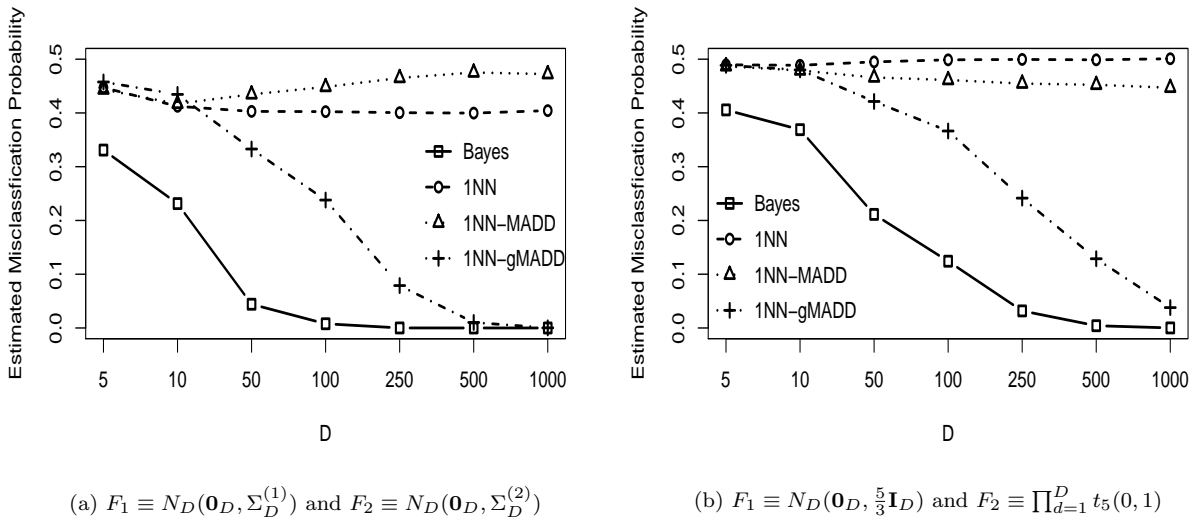 Estimated Misclassfication Probability
0.0 0.1 0.2 0.3 0.4 0.5
Bayes
1NN
1NN−MADD
1NN−gMADD
5 10 50 100 250 500 1000
D
(a) F₁ ≡ N_D(𝟎_D, Σ_D^{(1)}) and F₂ ≡ N_D(𝟎_D, Σ_D^{(2)})
Estimated Misclassfication Probability
0.0 0.1 0.2 0.3 0.4 0.5
Bayes
1NN
1NN−MADD
1NN−gMADD
5 10 50 100 250 500 1000
D
(b) F₁ ≡ N_D(𝟎_D, 5/3 𝐈_D) and F₂ ≡ ∏_{d=1}^{D} t₅(0, 1)